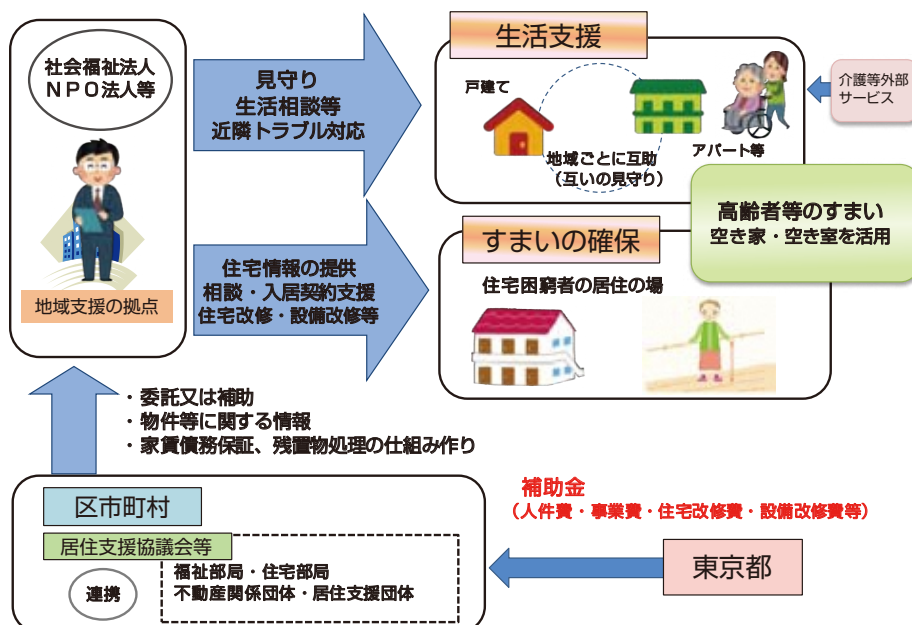 社会福祉法人
NPO法人等
地域支援の拠点
見守り
生活相談等
近隣トラブル対応
住宅情報の提供
相談・入居契約支援
住宅改修・設備改修等
生活支援
戸建て
アパート等
地域ごとに互助
（互いの見守り）
介護等外部
サービス
高齢者等のすまい
空き家・空き室を活用
すまいの確保
住宅困窮者の居住の場
・委託又は補助
・物件等に関する情報
・家賃債務保証、残置物処理の仕組み作り
区市町村
居住支援協議会等
連携
福祉部局・住宅部局
不動産関係団体・居住支援団体
補助金
（人件費・事業費・住宅改修費・設備改修費等）
東京都